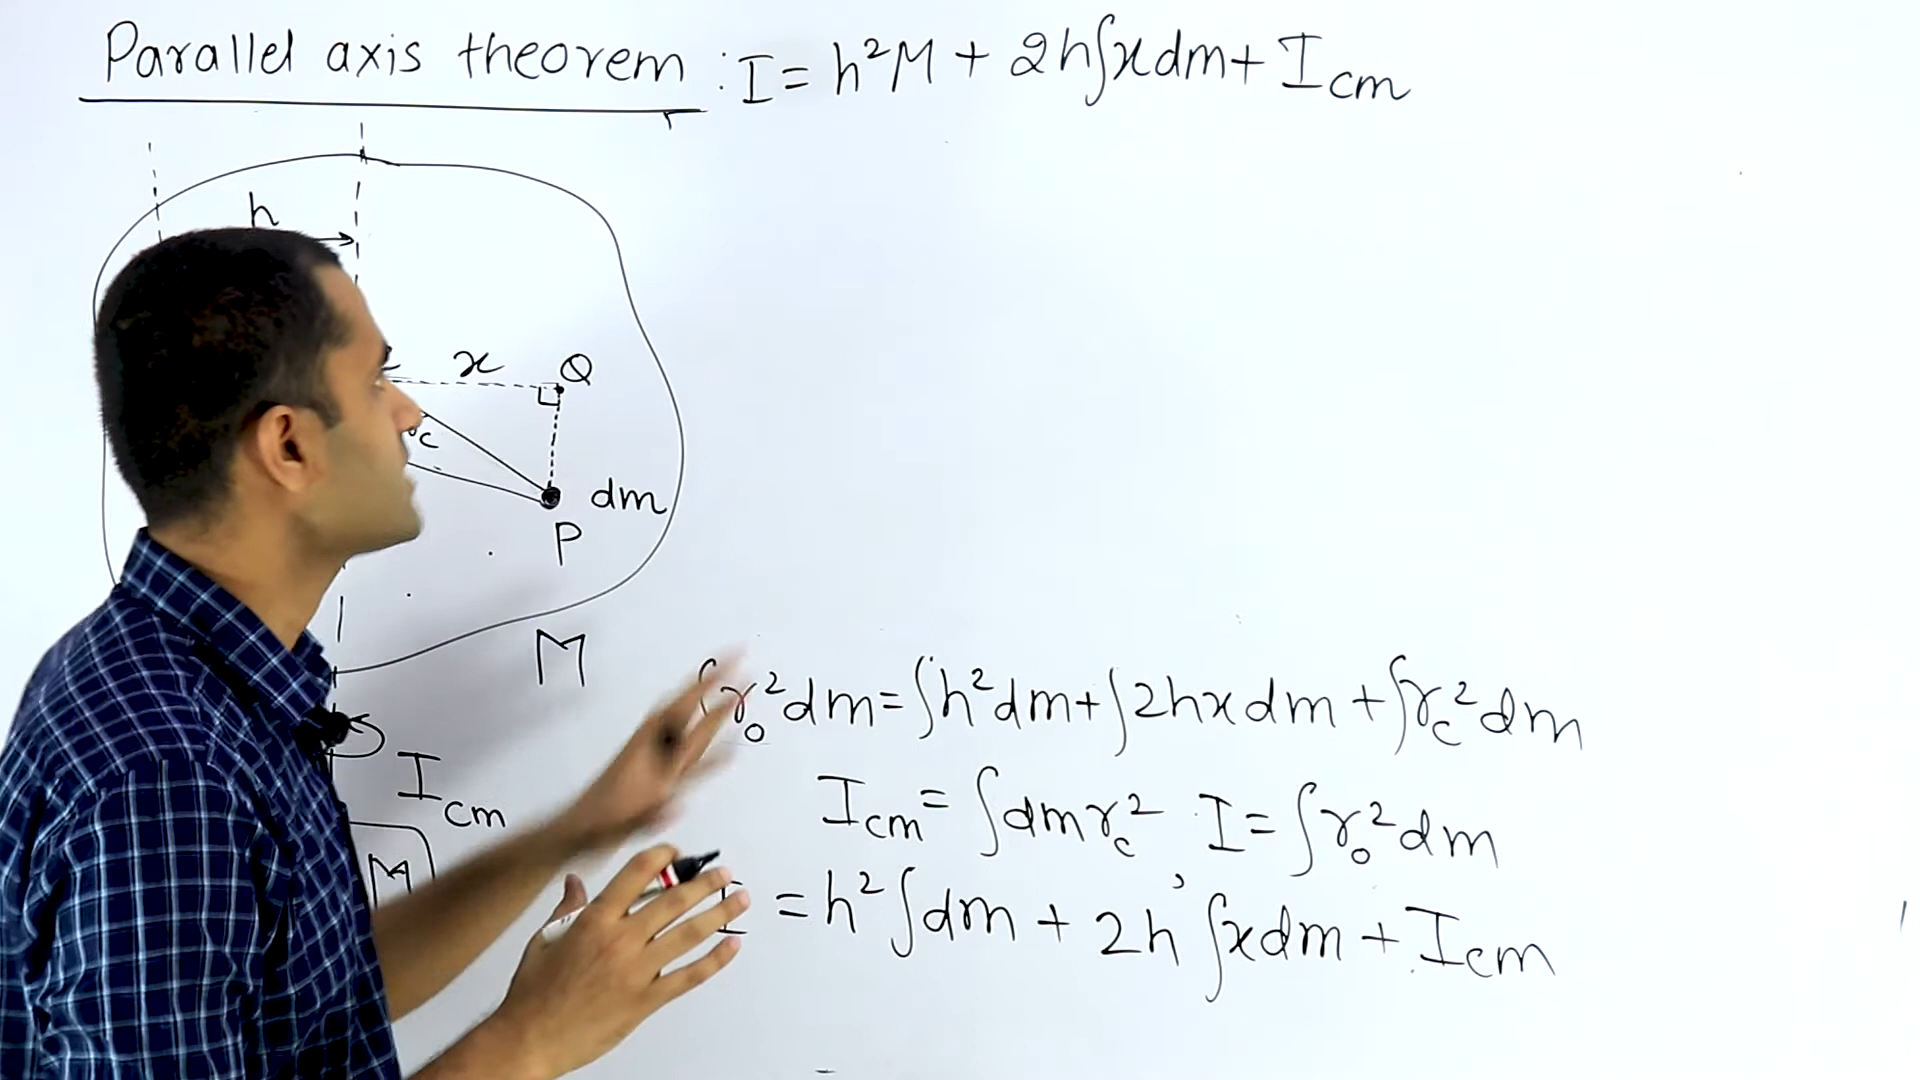 Parallel axis theorem : I = h²M + 2h∫xdm + Icm
h
x Q
c
dm
P
M
∫r₀²dm = ∫h²dm + ∫2hxdm + ∫rc²dm
Icm
Icm = ∫dm rc² , I = ∫r₀²dm
M
I = h²∫dm + 2h∫xdm + Icm